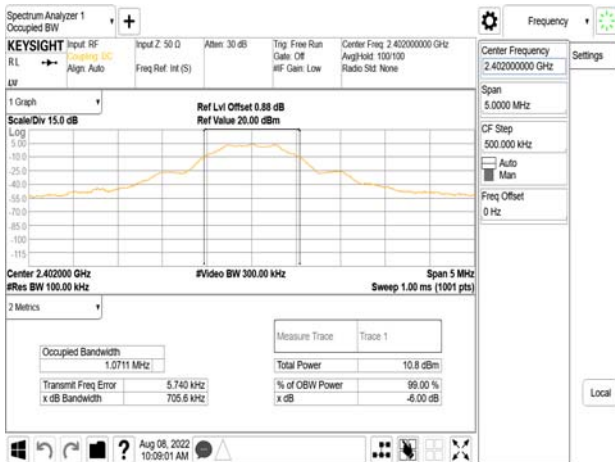 Spectrum Analyzer 1
Occupied BW
Frequency
KEYSIGHT
Input: RF
Coupling: DC
Align: Auto
Input Z: 50 Ω
Freq Ref: Int (S)
Atten: 30 dB
Trig: Free Run
Gate: Off
#IF Gain: Low
Center Freq: 2.402000000 GHz
Avg|Hold: 100/100
Radio Std: None
RL
Center Frequency
2.402000000 GHz
Settings
Span
5.0000 MHz
CF Step
500.000 kHz
Auto
Man
Freq Offset
0 Hz
Local
1 Graph
Scale/Div 15.0 dB
Ref Lvl Offset 0.88 dB
Ref Value 20.00 dBm
Log
5.00
-10.0
-25.0
-40.0
-55.0
-70.0
-85.0
-100
-115
Center 2.402000 GHz
#Video BW 300.00 kHz
Span 5 MHz
#Res BW 100.00 kHz
Sweep 1.00 ms (1001 pts)
2 Metrics
Measure Trace
Trace 1
Occupied Bandwidth
1.0711 MHz
Total Power
10.8 dBm
Transmit Freq Error
5.740 kHz
% of OBW Power
99.00 %
x dB Bandwidth
705.6 kHz
x dB
-6.00 dB
?
Aug 08, 2022
10:09:01 AM